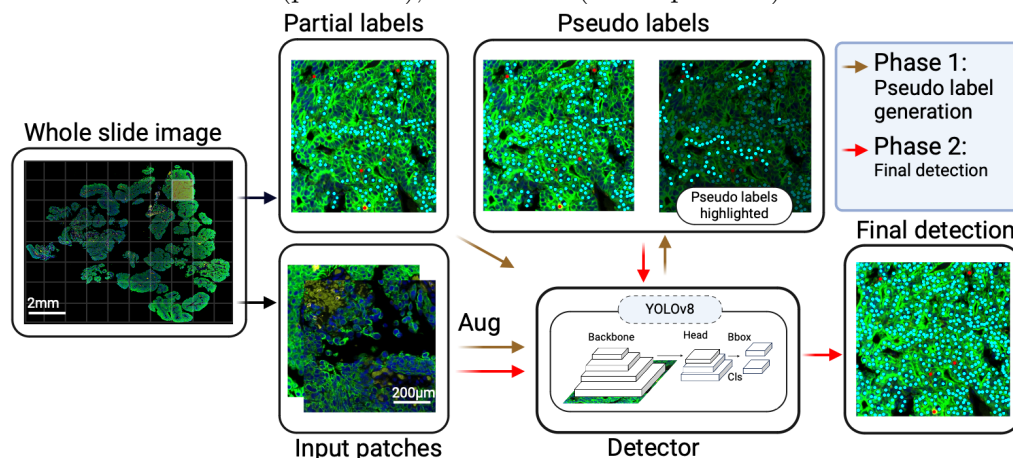 Partial labels
Pseudo labels
Phase 1:
Pseudo label
generation
Phase 2:
Final detection
Whole slide image
2mm
Pseudo labels
highlighted
Final detection
Aug
200μm
YOLOv8
Backbone
Head
Bbox
Cls
Input patches
Detector